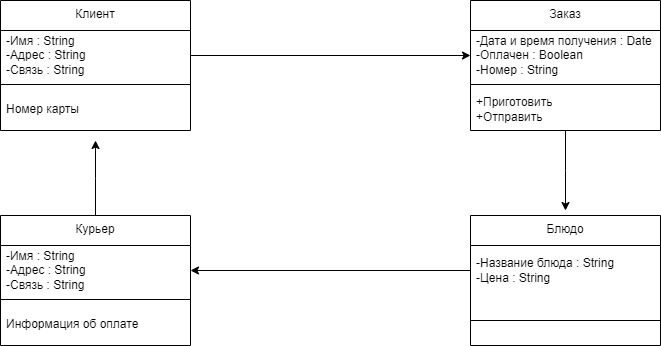 Клиент
-Имя : String
-Адрес : String
-Связь : String
Номер карты
Заказ
-Дата и время получения : Date
-Оплачен : Boolean
-Номер : String
+Приготовить
+Отправить
Курьер
-Имя : String
-Адрес : String
-Связь : String
Информация об оплате
Блюдо
-Название блюда : String
-Цена : String